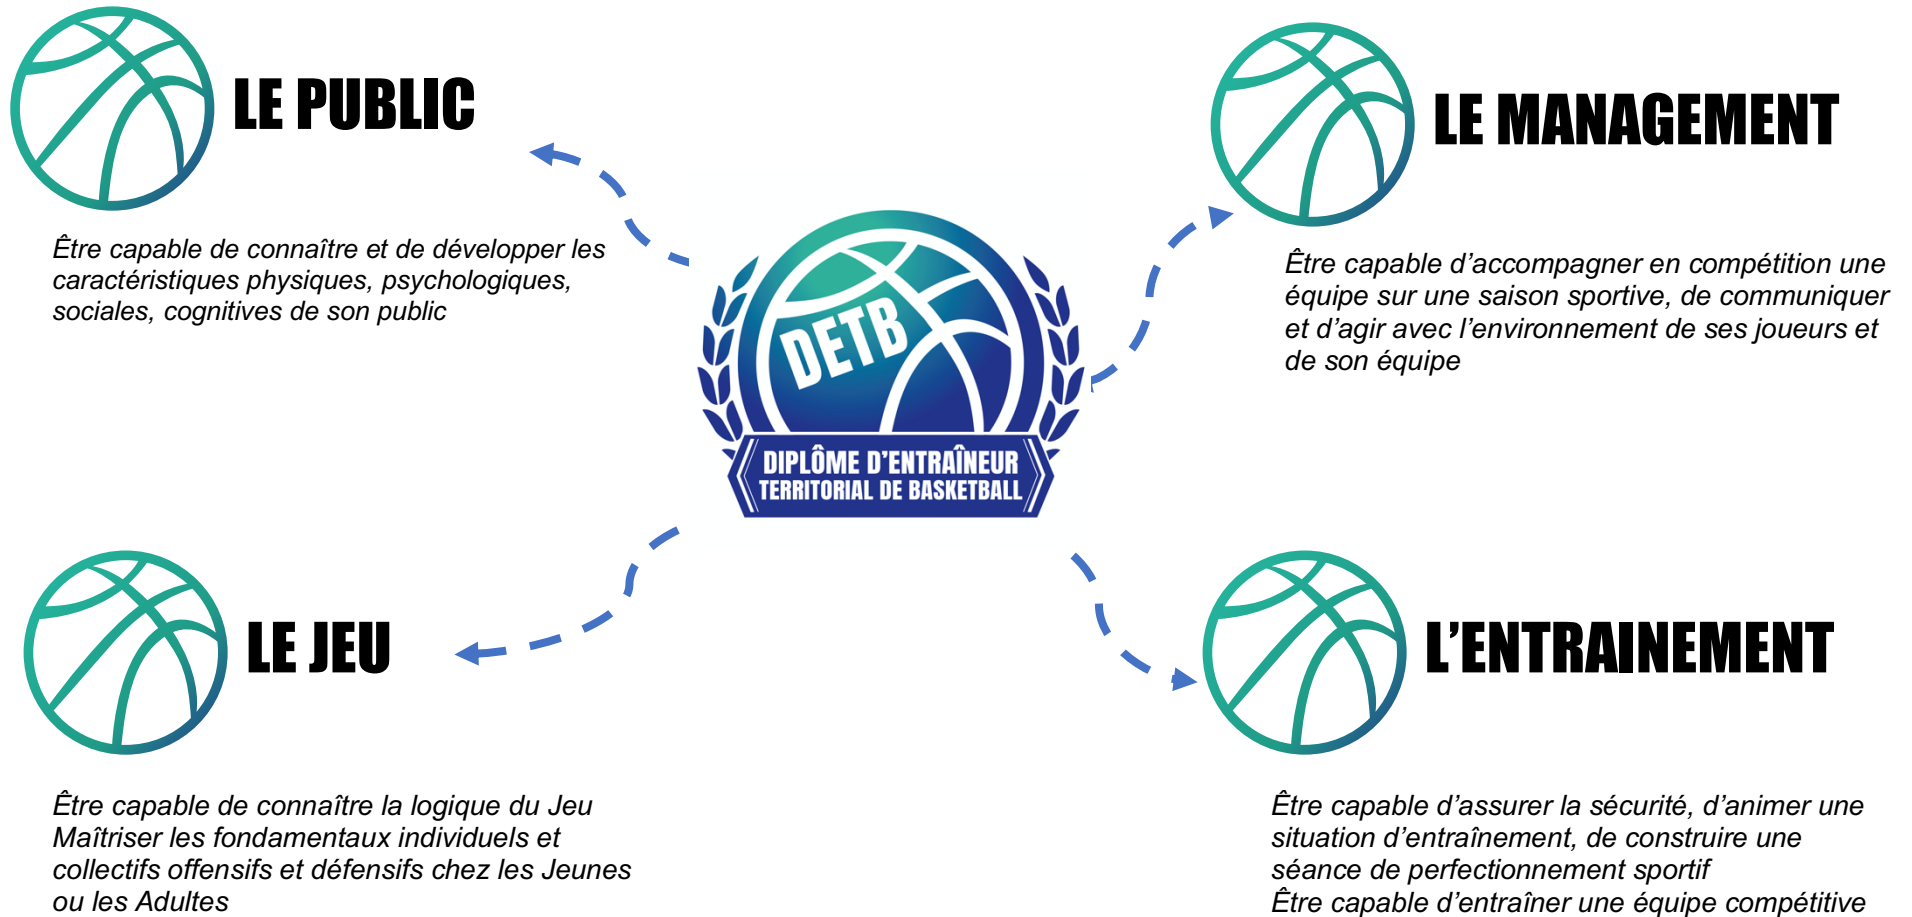 LE PUBLIC
Être capable de connaître et de développer les
caractéristiques physiques, psychologiques,
sociales, cognitives de son public
LE MANAGEMENT
Être capable d’accompagner en compétition une
équipe sur une saison sportive, de communiquer
et d’agir avec l’environnement de ses joueurs et
de son équipe
DETB
DIPLÔME D’ENTRAÎNEUR
TERRITORIAL DE BASKETBALL
LE JEU
Être capable de connaître la logique du Jeu
Maîtriser les fondamentaux individuels et
collectifs offensifs et défensifs chez les Jeunes
ou les Adultes
L’ENTRAINEMENT
Être capable d’assurer la sécurité, d’animer une
situation d’entraînement, de construire une
séance de perfectionnement sportif
Être capable d’entraîner une équipe compétitive